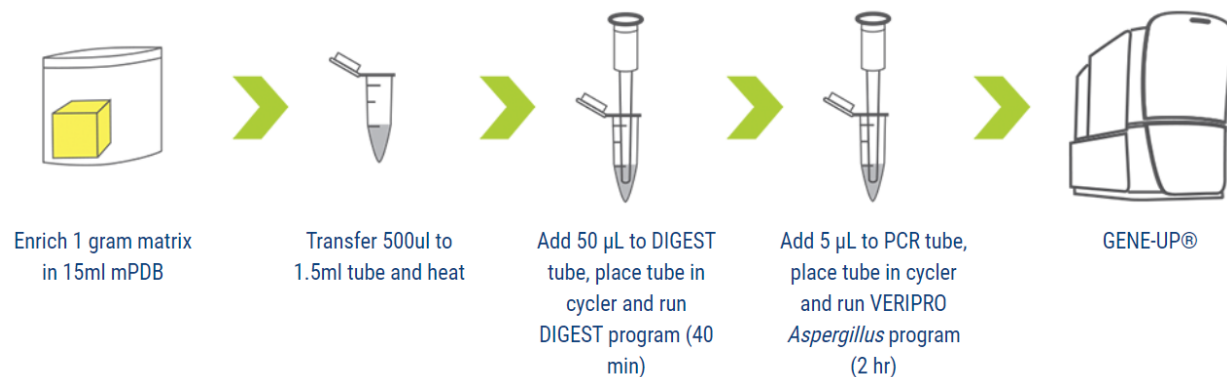 Enrich 1 gram matrix
in 15ml mPDB
Transfer 500ul to
1.5ml tube and heat
Add 50 µL to DIGEST
tube, place tube in
cycler and run
DIGEST program (40
min)
Add 5 µL to PCR tube,
place tube in cycler
and run VERIPRO
Aspergillus program
(2 hr)
GENE-UP®